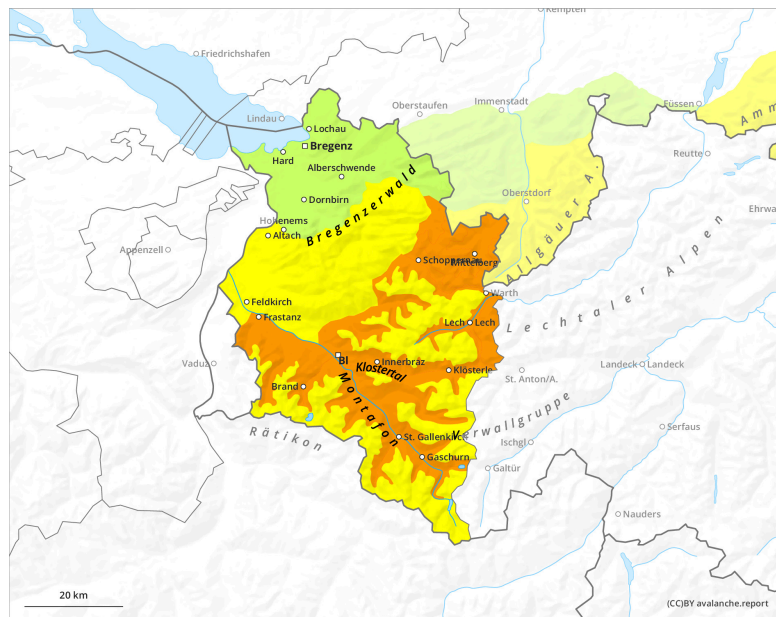 Kempten
Friedrichshafen
Oberstaufen
Immenstadt
Füssen
Lindau
Lochau
Bregenz
Hard
Alberschwende
Reutte
Dornbirn
Oberstdorf
Ehrwa
Hohenems
Altach
Bregenzerwald
Allgäuer A.
Amm
Appenzell
Schoppernau
Mittelberg
Warth
Lechtaler Alpen
Feldkirch
Frastanz
Lech
Lech
Vaduz
Bl
Innerbraz
Klostertal
Klösterle
St. Anton/A.
Landeck
Landeck
Brand
Montafon
Verwallgruppe
Serfaus
Rätikon
St. Gallenkirch
Ischgl
Gaschurn
Galtür
Nauders
20 km
(CC)BY avalanche.report